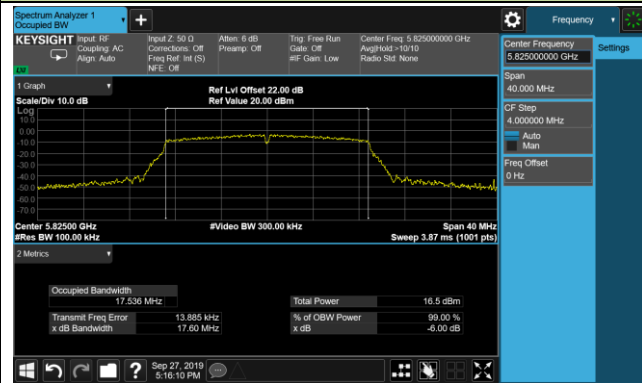 Spectrum Analyzer 1
Occupied BW
Frequency
KEYSIGHT
Input: RF
Coupling: AC
Align: Auto
Input Z: 50 Ω
Corrections: Off
Freq Ref: Int (S)
NFE: Off
Atten: 6 dB
Preamp: Off
Trig: Free Run
Gate: Off
#IF Gain: Low
Center Freq: 5.825000000 GHz
Avg|Hold:>10/10
Radio Std: None
Center Frequency
5.825000000 GHz
Settings
Span
40.000 MHz
CF Step
4.000000 MHz
Auto
Man
Freq Offset
0 Hz
1 Graph
Scale/Div 10.0 dB
Ref Lvl Offset 22.00 dB
Ref Value 20.00 dBm
Log
10.0
0.00
-10.0
-20.0
-30.0
-40.0
-50.0
-60.0
-70.0
Center 5.82500 GHz
#Video BW 300.00 kHz
Span 40 MHz
#Res BW 100.00 kHz
Sweep 3.87 ms (1001 pts)
2 Metrics
Occupied Bandwidth
17.536 MHz
Total Power 16.5 dBm
Transmit Freq Error 13.885 kHz
% of OBW Power 99.00 %
x dB Bandwidth 17.60 MHz
x dB -6.00 dB
Sep 27, 2019
5:16:10 PM